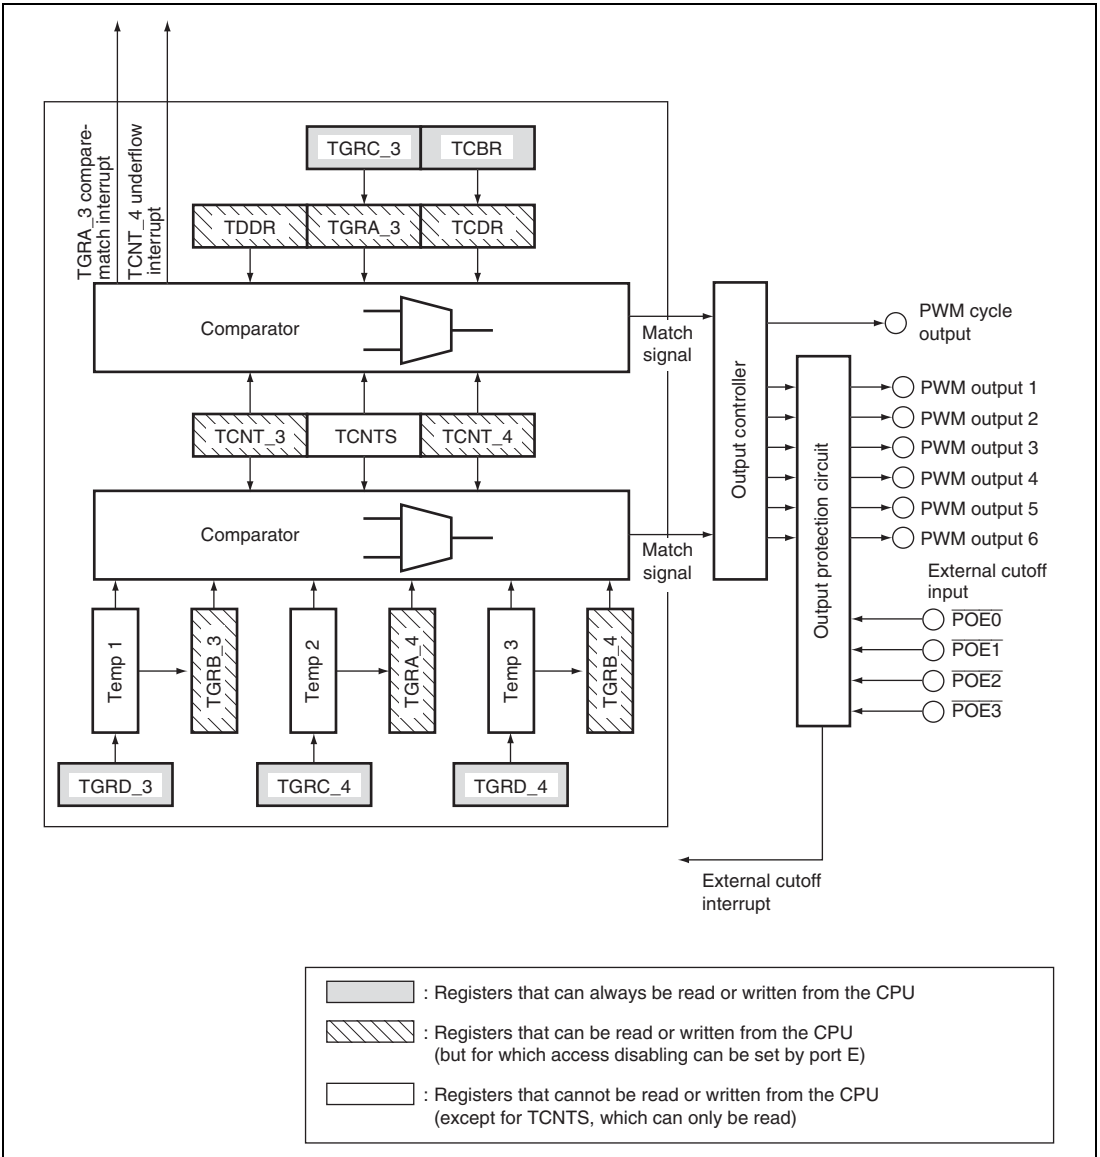 TGRA_3 compare-
match interrupt
TCNT_4 underflow
interrupt
TGRC_3
TCBR
TDDR
TGRA_3
TCDR
Comparator
Match
signal
PWM cycle
output
Output controller
Output protection circuit
PWM output 1
PWM output 2
PWM output 3
PWM output 4
PWM output 5
PWM output 6
TCNT_3
TCNTS
TCNT_4
Comparator
Match
signal
External cutoff
input
POE0
POE1
POE2
POE3
Temp 1
TGRB_3
Temp 2
TGRA_4
Temp 3
TGRB_4
TGRD_3
TGRC_4
TGRD_4
External cutoff
interrupt
: Registers that can always be read or written from the CPU
: Registers that can be read or written from the CPU
(but for which access disabling can be set by port E)
: Registers that cannot be read or written from the CPU
(except for TCNTS, which can only be read)